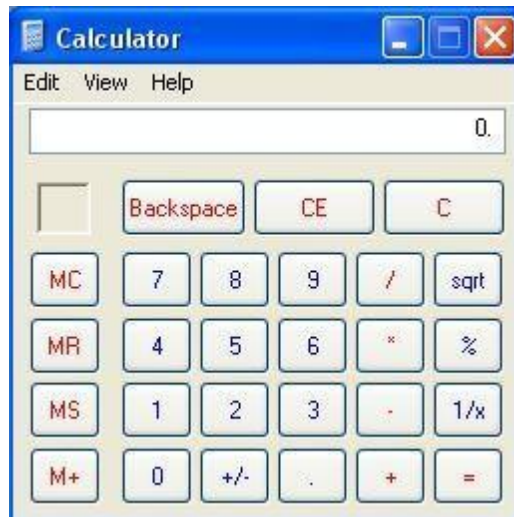 Calculator
Edit View Help
0.
Backspace CE C
MC 7 8 9 / sqrt
MR 4 5 6 * %
MS 1 2 3 - 1/x
M+ 0 +/- . + =